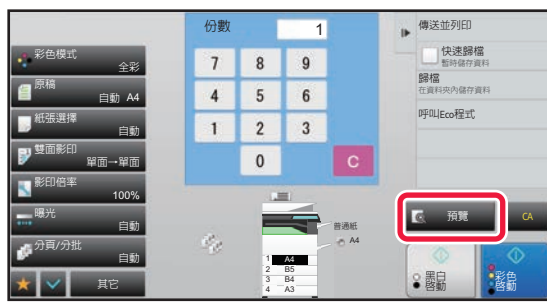 彩色模式
全彩
原稿
自動 A4
紙張選擇
自動
雙面影印
單面→單面
影印倍率
100%
曝光
自動
分頁/分批
自動
其它
份數
1
7 8 9
4 5 6
1 2 3
0 C
普通紙
A4
1 A4
2 B5
3 B4
4 A3
傳送並列印
快速歸檔
暫時儲存資料
歸檔
在資料夾內儲存資料
呼叫Eco程式
預覽
CA
黑白
啟動
彩色
啟動